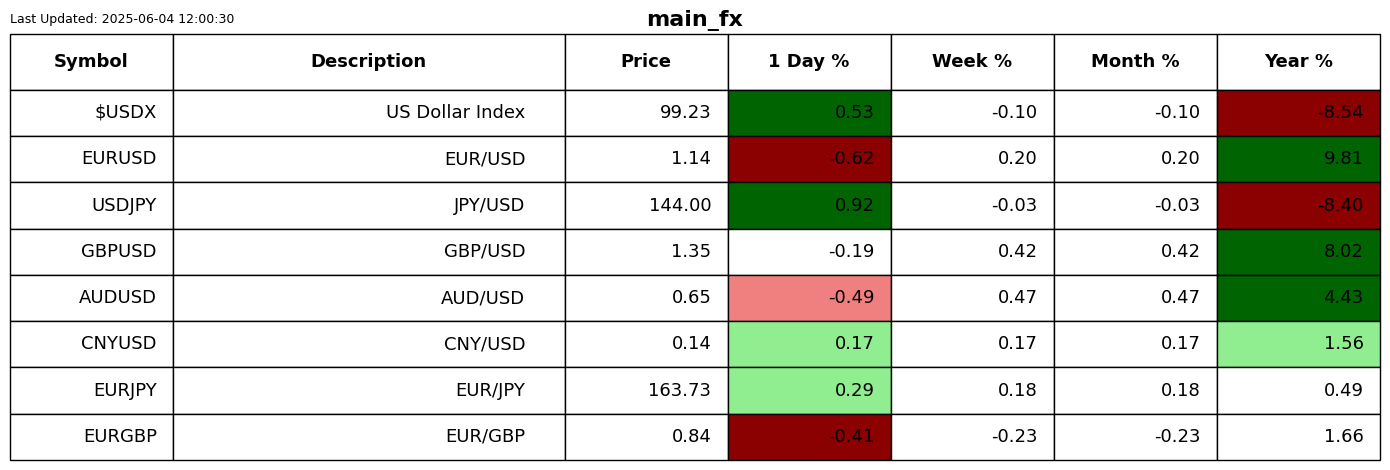 Last Updated: 2025-06-04 12:00:30
main_fx
Symbol Description Price 1 Day % Week % Month % Year %
$USDX US Dollar Index 99.23 0.53 -0.10 -0.10 -8.54
EURUSD EUR/USD 1.14 -0.62 0.20 0.20 9.81
USDJPY JPY/USD 144.00 0.92 -0.03 -0.03 -8.40
GBPUSD GBP/USD 1.35 -0.19 0.42 0.42 8.02
AUDUSD AUD/USD 0.65 -0.49 0.47 0.47 4.43
CNYUSD CNY/USD 0.14 0.17 0.17 0.17 1.56
EURJPY EUR/JPY 163.73 0.29 0.18 0.18 0.49
EURGBP EUR/GBP 0.84 -0.41 -0.23 -0.23 1.66